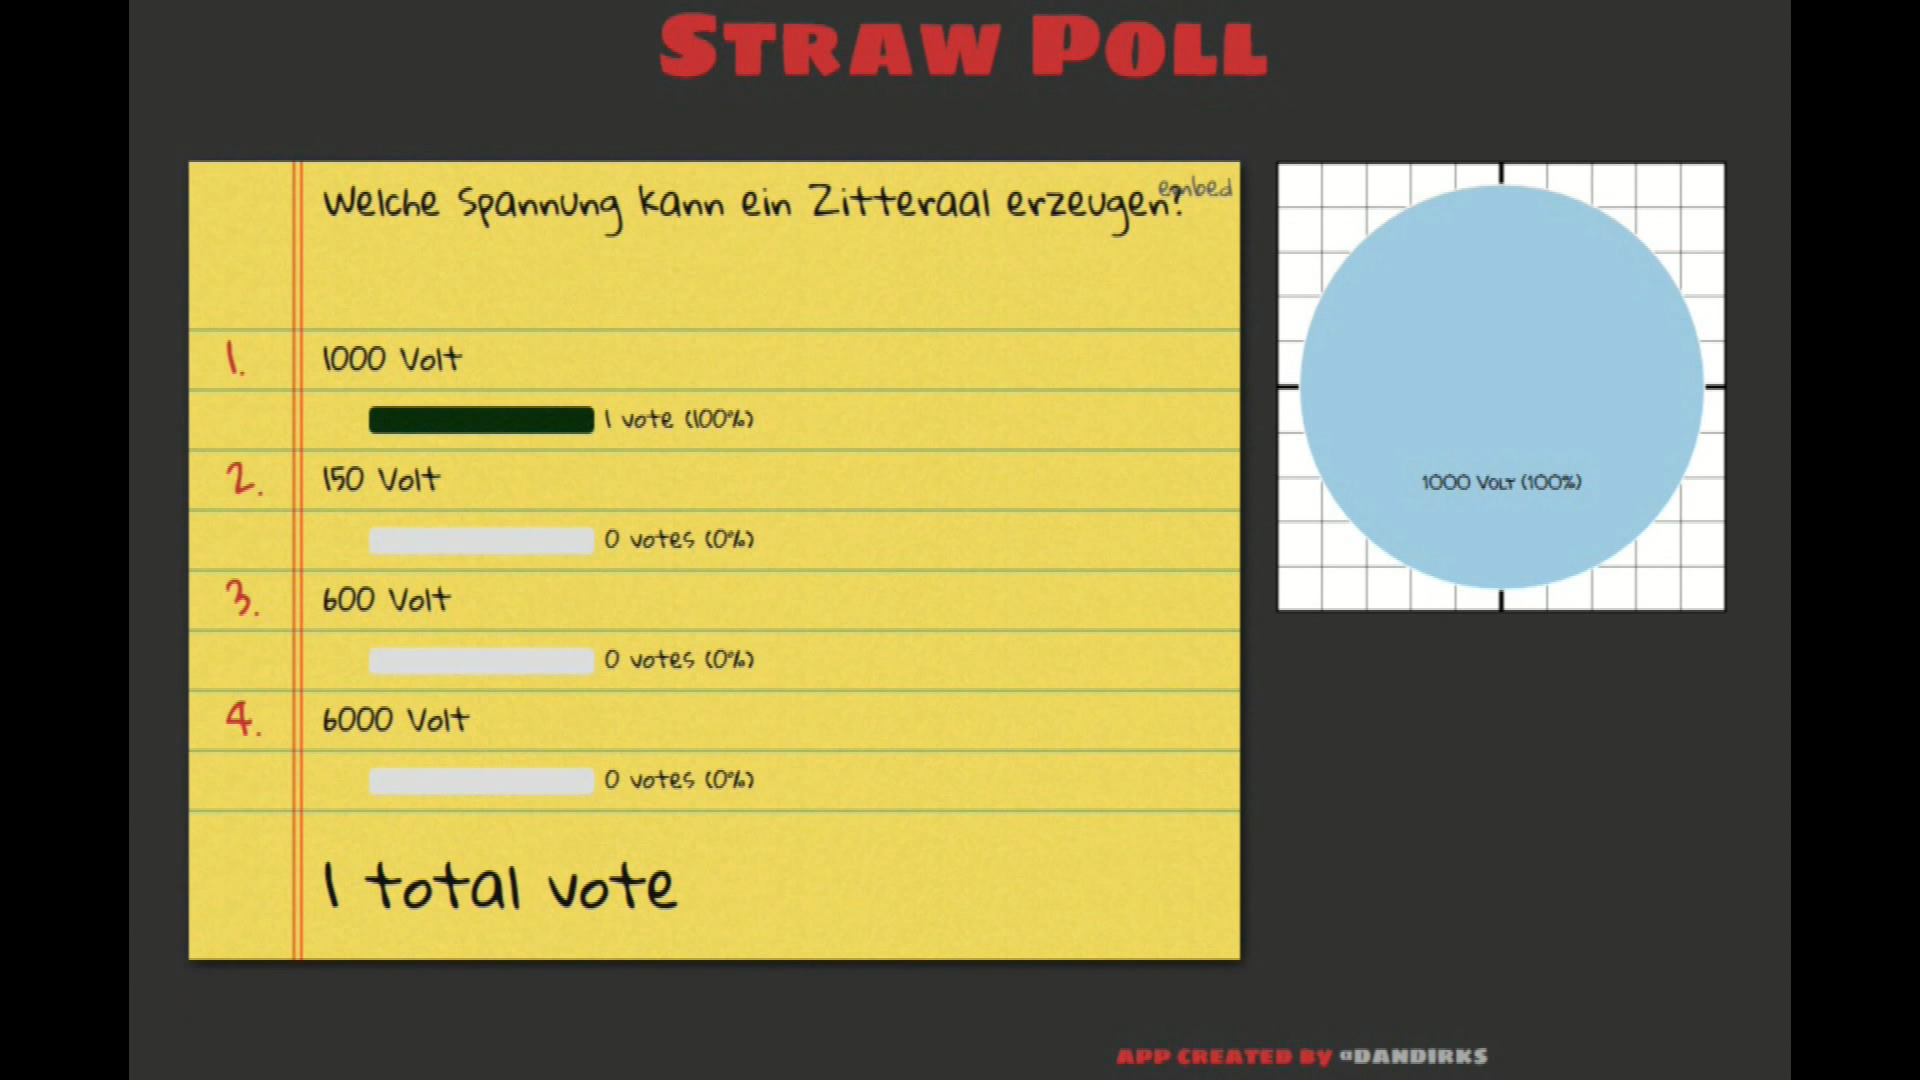 STRAW POLL
Welche Spannung kann ein Zitteraal erzeugen?
embed
1. 1000 Volt
1 vote (100%)
2. 150 Volt
0 votes (0%)
3. 600 Volt
0 votes (0%)
4. 6000 Volt
0 votes (0%)
1 total vote
1000 VOLT (100%)
APP CREATED BY @DANDIRKS